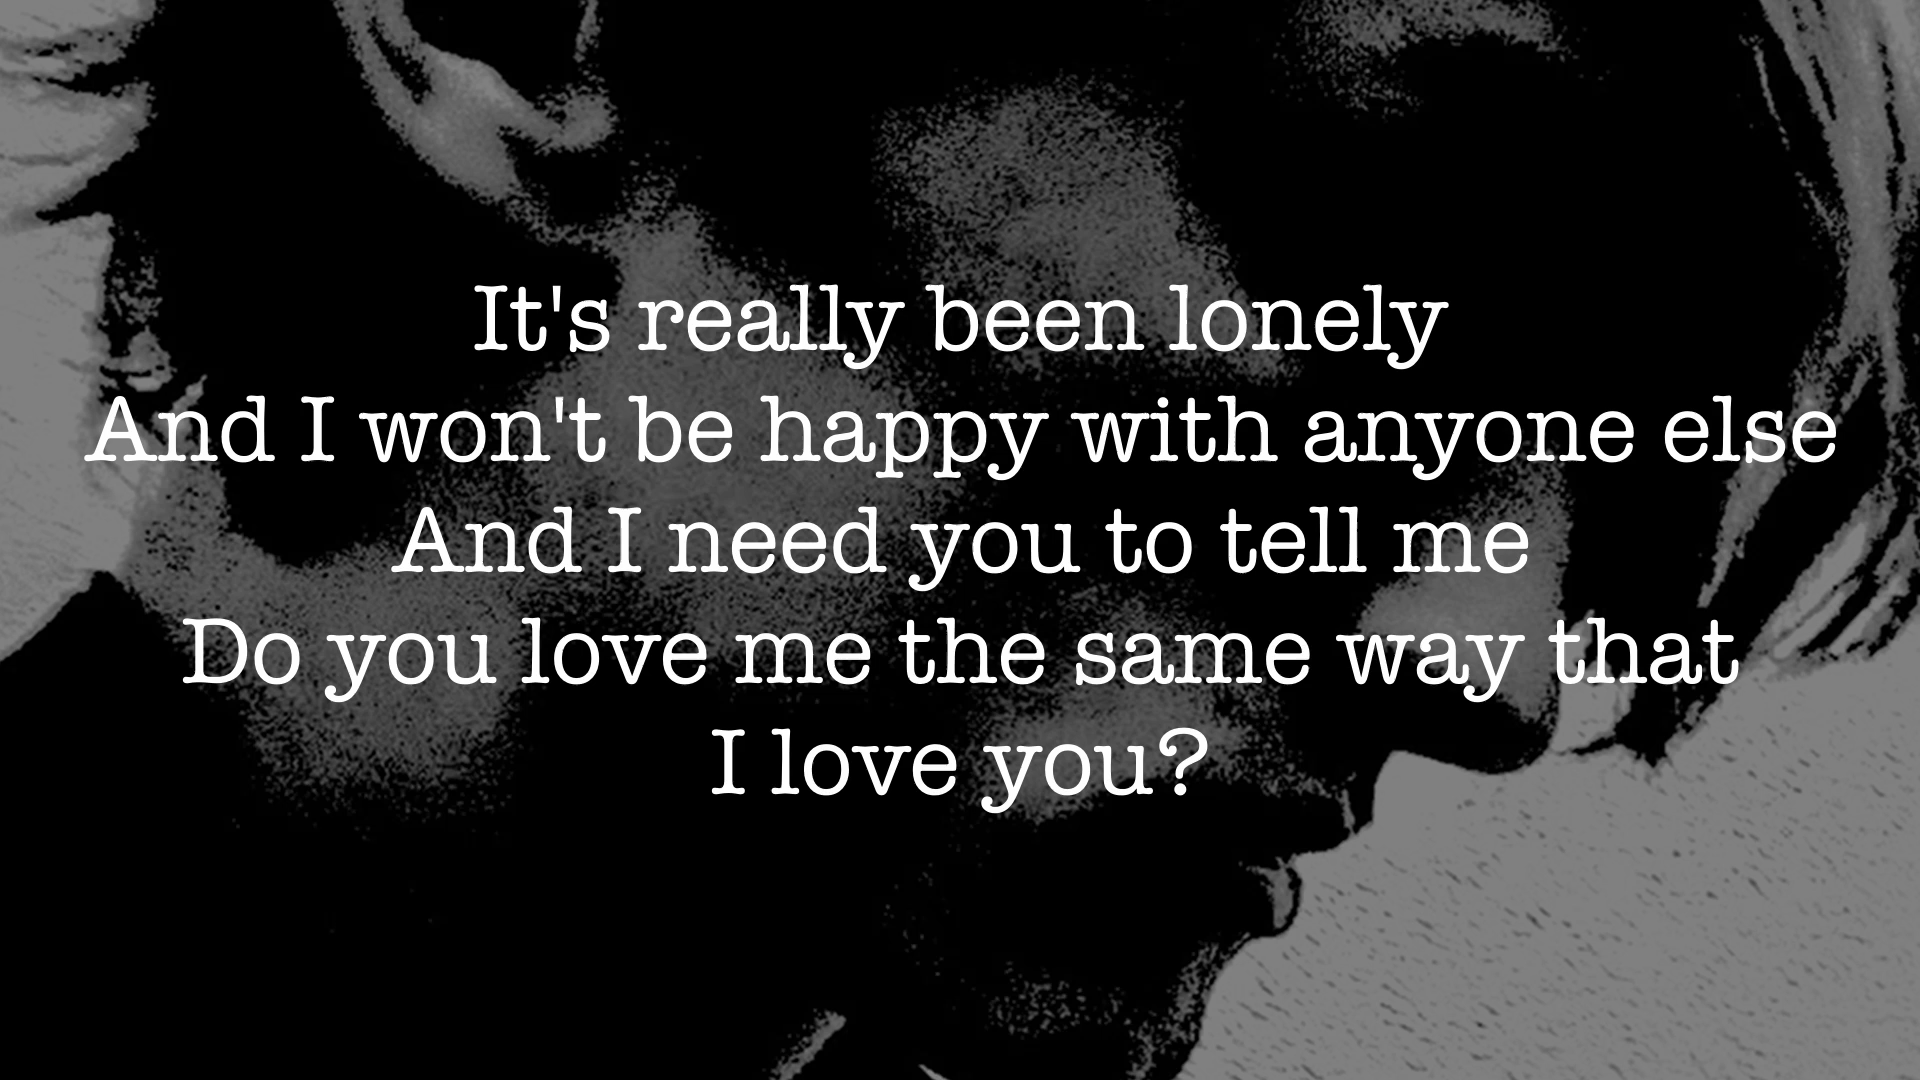 It's really been lonely
And I won't be happy with anyone else
And I need you to tell me
Do you love me the same way that
I love you?